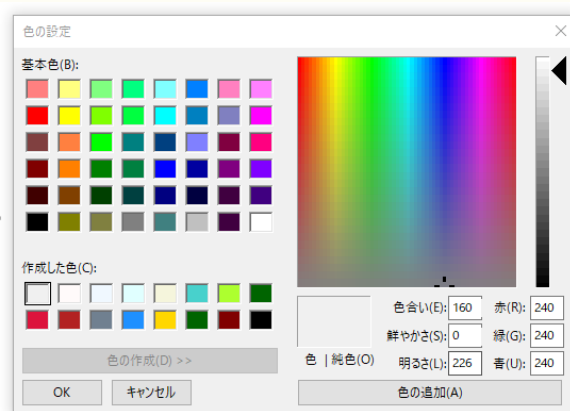 色の設定
基本色(B):
作成した色(C):
色の作成(D) >>
OK
キャンセル
色 | 純色(O)
色合い(E): 160
赤(R): 240
鮮やかさ(S): 0
緑(G): 240
明るさ(L): 226
青(U): 240
色の追加(A)